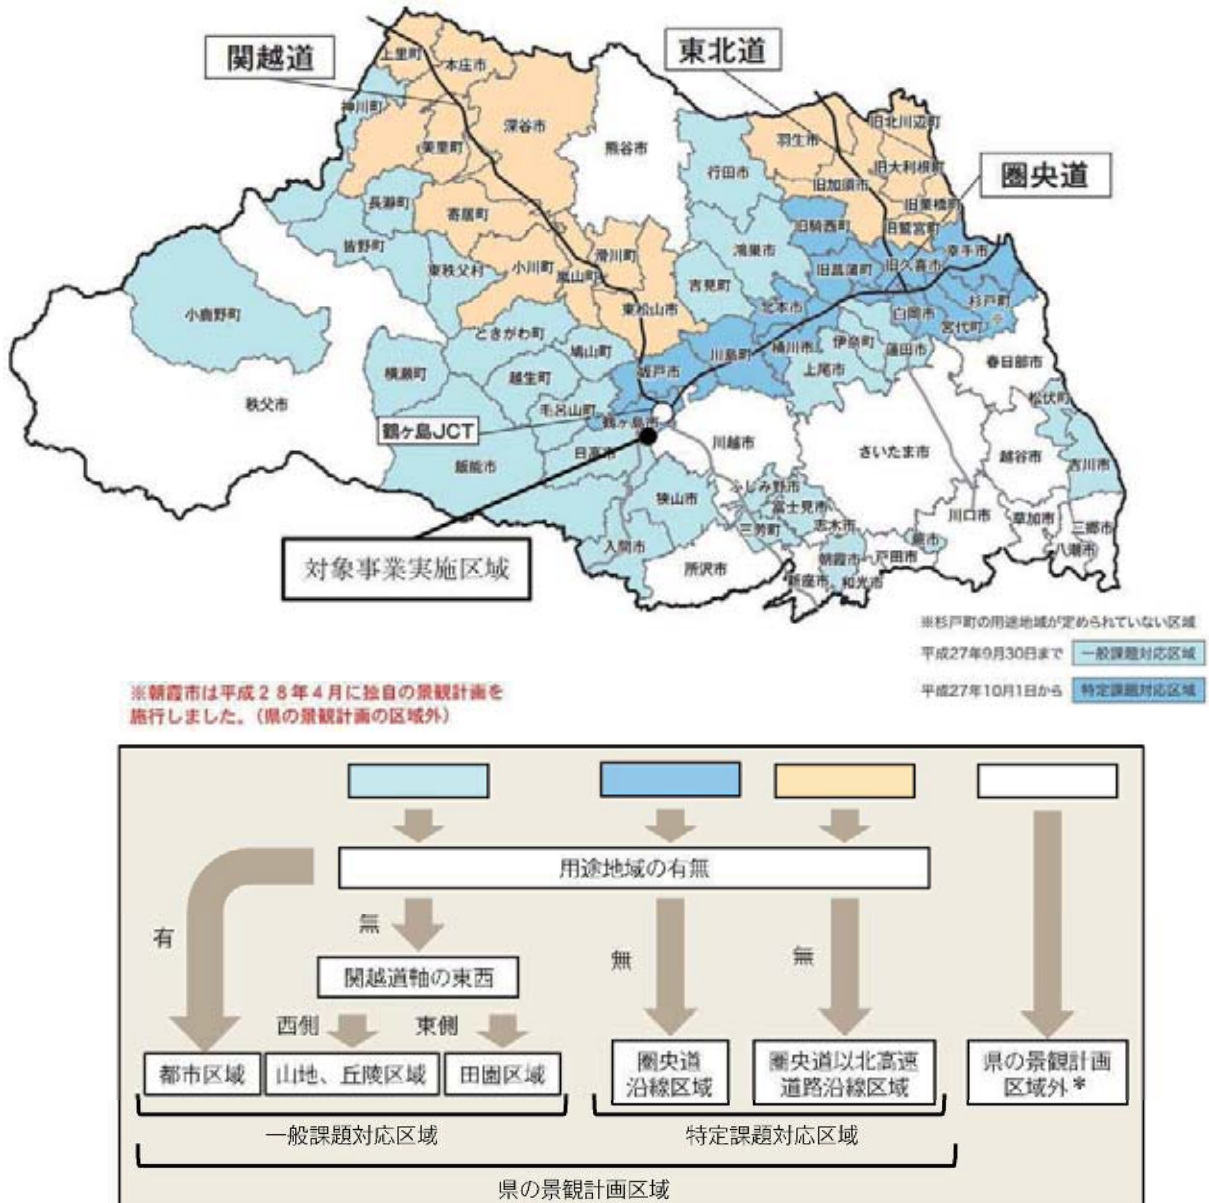 関越道
東北道
圏央道
上里町
本庄市
神川町
美里町
深谷市
熊谷市
行田市
羽生市
旧北川辺町
旧大利根町
旧加須市
旧栗橋町
旧鷲宮町
旧騎西町
幸手市
長瀞町
寄居町
皆野町
東秩父村
小川町
嵐山町
滑川町
東松山市
吉見町
鴻巣市
旧菖蒲町
旧久喜市
北本市
白岡市
杉戸町
※
宮代町
小鹿野町
ときがわ町
鳩山町
坂戸市
川島町
桶川市
伊奈町
蓮田市
上尾市
春日部市
横瀬町
越生町
毛呂山町
秩父市
鶴ヶ島JCT
鶴ヶ島市
松伏町
日高市
川越市
さいたま市
越谷市
吉川市
飯能市
狭山市
ふじみ野市
富士見市
三芳町
志木市
川口市
草加市
三郷市
八潮市
入間市
所沢市
朝霞市
戸田市
蕨市
新座市
和光市
対象事業実施区域
※杉戸町の用途地域が定められていない区域
平成27年9月30日まで 一般課題対応区域
平成27年10月1日から 特定課題対応区域
※朝霞市は平成28年4月に独自の景観計画を
施行しました。(県の景観計画の区域外)
用途地域の有無
有
無
無
無
関越道軸の東西
西側
東側
都市区域
山地、丘陵区域
田園区域
圏央道
沿線区域
圏央道以北高速
道路沿線区域
県の景観計画
区域外*
一般課題対応区域
特定課題対応区域
県の景観計画区域